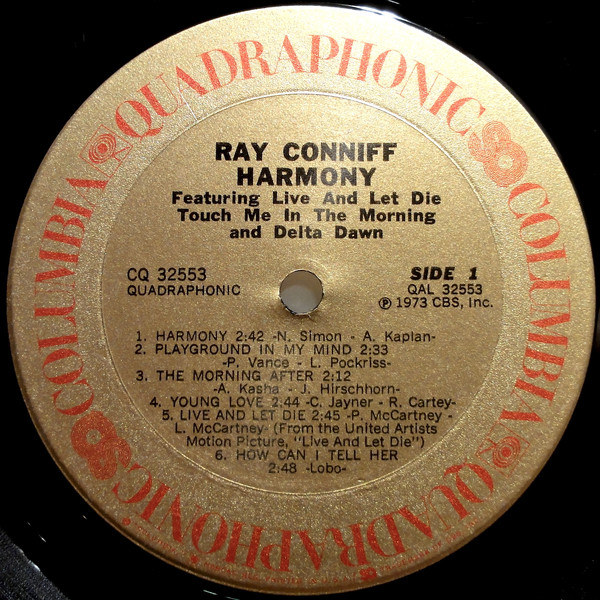 QUADRAPHONIC
COLUMBIA
COLUMBIA
QUADRAPHONIC
RAY CONNIFF
HARMONY
Featuring Live And Let Die
Touch Me In The Morning
and Delta Dawn
CQ 32553
QUADRAPHONIC
SIDE 1
QAL 32553
℗ 1973 CBS, Inc.
1. HARMONY 2:42 -N. Simon - A. Kaplan-
2. PLAYGROUND IN MY MIND 2:33
-P. Vance - L. Pockriss-
3. THE MORNING AFTER 2:12
-A. Kasha - J. Hirschhorn-
4. YOUNG LOVE 2:44 -C. Jayner - R. Cartey-
5. LIVE AND LET DIE 2:45 -P. McCartney -
L. McCartney- (From the United Artists
Motion Picture, "Live And Let Die")
6. HOW CAN I TELL HER
2:48 -Lobo-